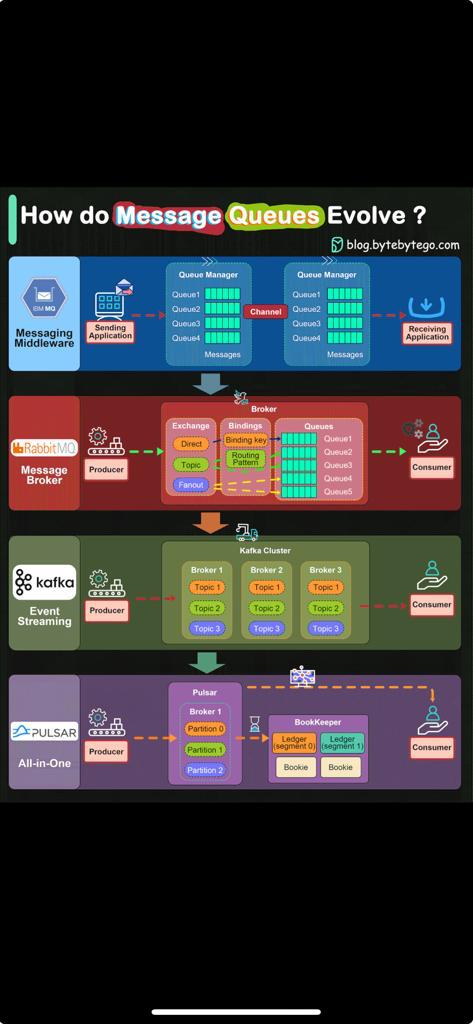 How do Message Queues Evolve ?
blog.bytebytego.com
IBM MQ
Messaging
Middleware
Sending
Application
Queue Manager
Queue1
Queue2
Queue3
Queue4
Messages
Channel
Queue Manager
Queue1
Queue2
Queue3
Queue4
Messages
Receiving
Application
RabbitMQ
Message
Broker
Producer
Broker
Exchange
Direct
Topic
Fanout
Bindings
Binding key
Routing
Pattern
Queues
Queue1
Queue2
Queue3
Queue4
Queue5
Consumer
kafka
Event
Streaming
Producer
Kafka Cluster
Broker 1
Topic 1
Topic 2
Topic 3
Broker 2
Topic 1
Topic 2
Topic 3
Broker 3
Topic 1
Topic 2
Topic 3
Consumer
PULSAR
All-in-One
Producer
Pulsar
Broker 1
Partition 0
Partition 1
Partition 2
BookKeeper
Ledger
(segment 0)
Ledger
(segment 1)
Bookie
Bookie
Consumer